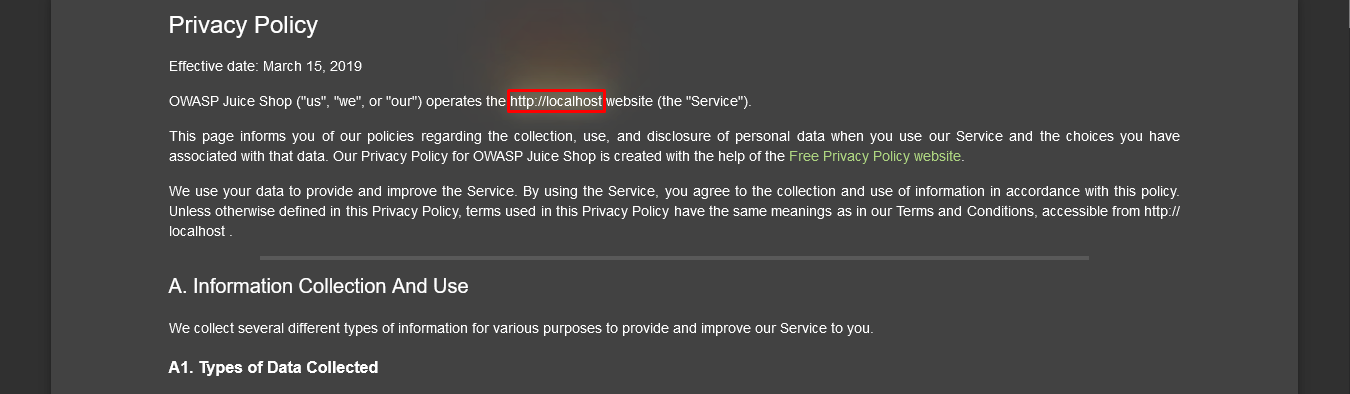 Privacy Policy
Effective date: March 15, 2019
OWASP Juice Shop ("us", "we", or "our") operates the http://localhost website (the "Service").
This page informs you of our policies regarding the collection, use, and disclosure of personal data when you use our Service and the choices you have
associated with that data. Our Privacy Policy for OWASP Juice Shop is created with the help of the Free Privacy Policy website.
We use your data to provide and improve the Service. By using the Service, you agree to the collection and use of information in accordance with this policy.
Unless otherwise defined in this Privacy Policy, terms used in this Privacy Policy have the same meanings as in our Terms and Conditions, accessible from http://
localhost .
A. Information Collection And Use
We collect several different types of information for various purposes to provide and improve our Service to you.
A1. Types of Data Collected